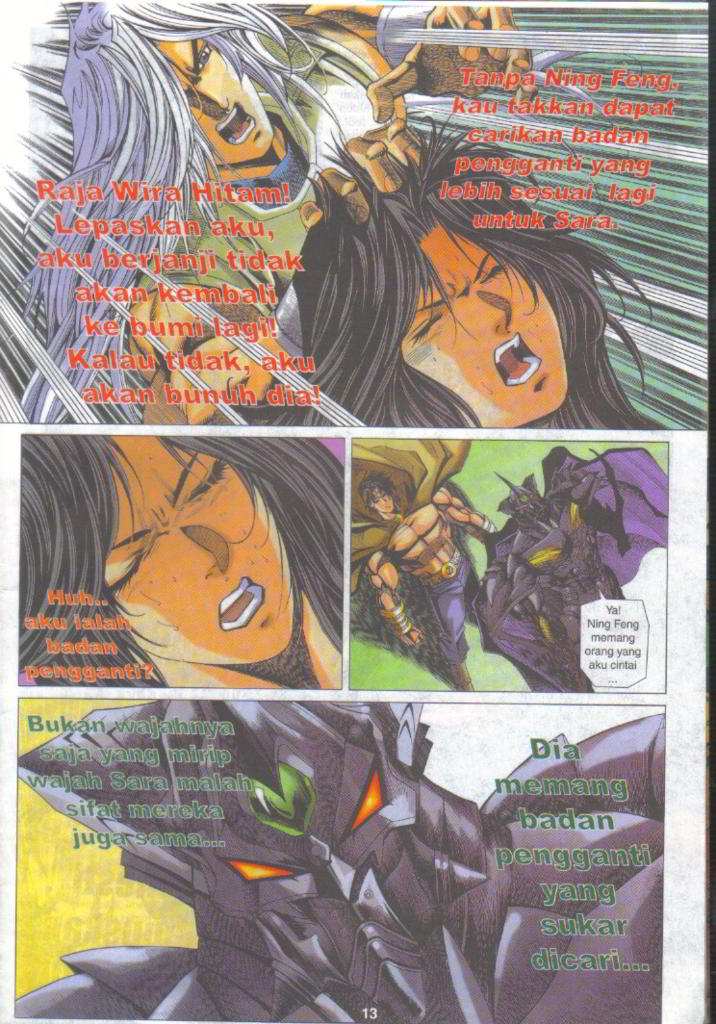 Tanpa Ning Feng,
kau takkan dapat
carikan badan
pengganti yang
lebih sesuai lagi
untuk Sara.
Raja Wira Hitam!
Lepaskan aku,
aku berjanji tidak
akan kembali
ke bumi lagi!
Kalau tidak, aku
akan bunuh dia!
Huh..
aku ialah
badan
pengganti?
Ya!
Ning Feng
memang
orang yang
aku cintai
...
Bukan wajahnya
saja yang mirip
wajah Sara malah
sifat mereka
juga sama...
Dia
memang
badan
pengganti
yang
sukar
dicari...
13